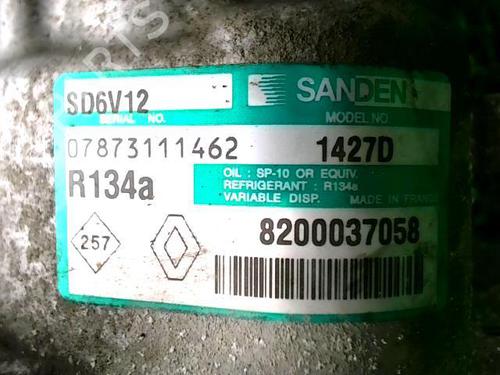 SD6V12
SANDEN
SERIAL NO.
MODEL NO
07873111462
1427D
R134a
OIL : SP-10 OR EQUIV.
REFRIGERANT : R134a
VARIABLE DISP. MADE IN FRANCE
257
8200037058